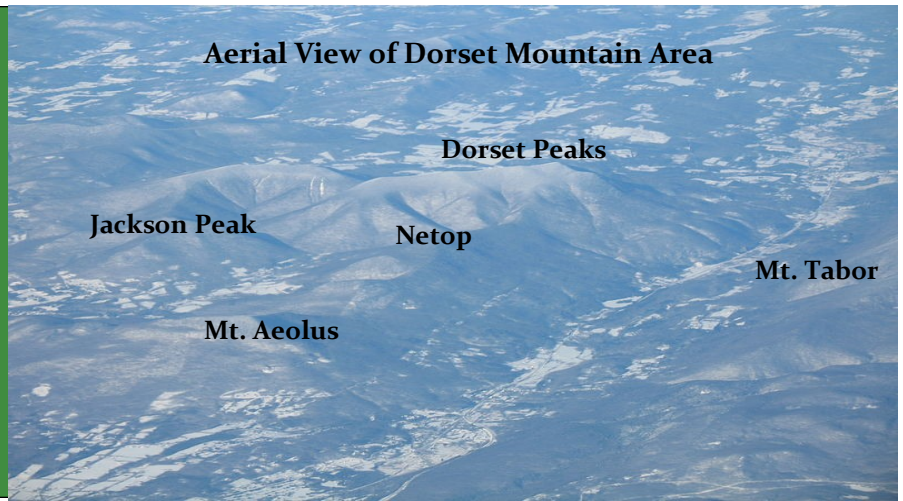 Aerial View of Dorset Mountain Area
Dorset Peaks
Jackson Peak
Netop
Mt. Tabor
Mt. Aeolus